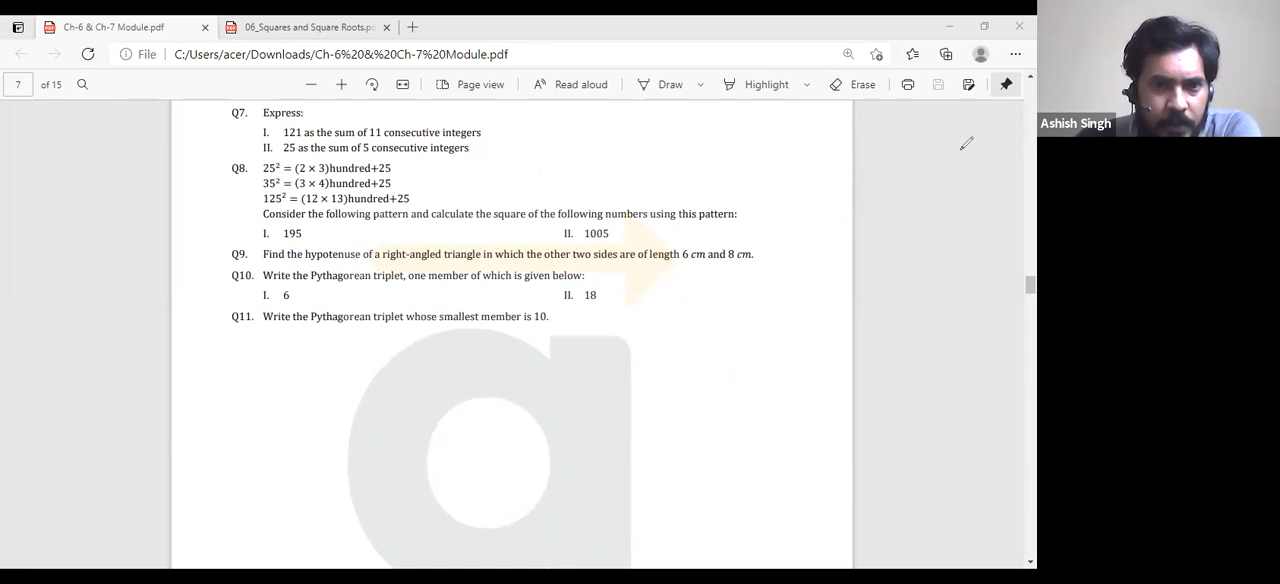 Ch-6 & Ch-7 Module.pdf
06_Squares and Square Roots.pd
File
C:/Users/acer/Downloads/Ch-6%20&%20Ch-7%20Module.pdf
7 of 15
Page view
Read aloud
Draw
Highlight
Erase
Ashish Singh
Q7. Express:
I. 121 as the sum of 11 consecutive integers
II. 25 as the sum of 5 consecutive integers
Q8. 25² = (2 × 3)hundred+25
35² = (3 × 4)hundred+25
125² = (12 × 13)hundred+25
Consider the following pattern and calculate the square of the following numbers using this pattern:
I. 195 II. 1005
Q9. Find the hypotenuse of a right-angled triangle in which the other two sides are of length 6 cm and 8 cm.
Q10. Write the Pythagorean triplet, one member of which is given below:
I. 6 II. 18
Q11. Write the Pythagorean triplet whose smallest member is 10.